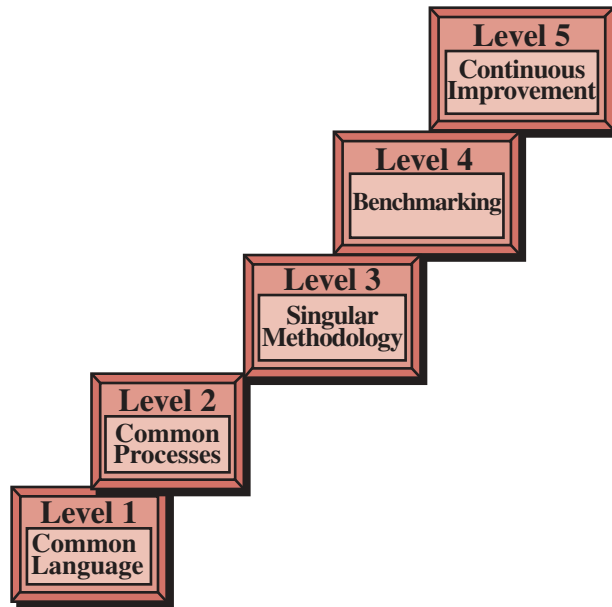 Level 5
Continuous
Improvement
Level 4
Benchmarking
Level 3
Singular
Methodology
Level 2
Common
Processes
Level 1
Common
Language